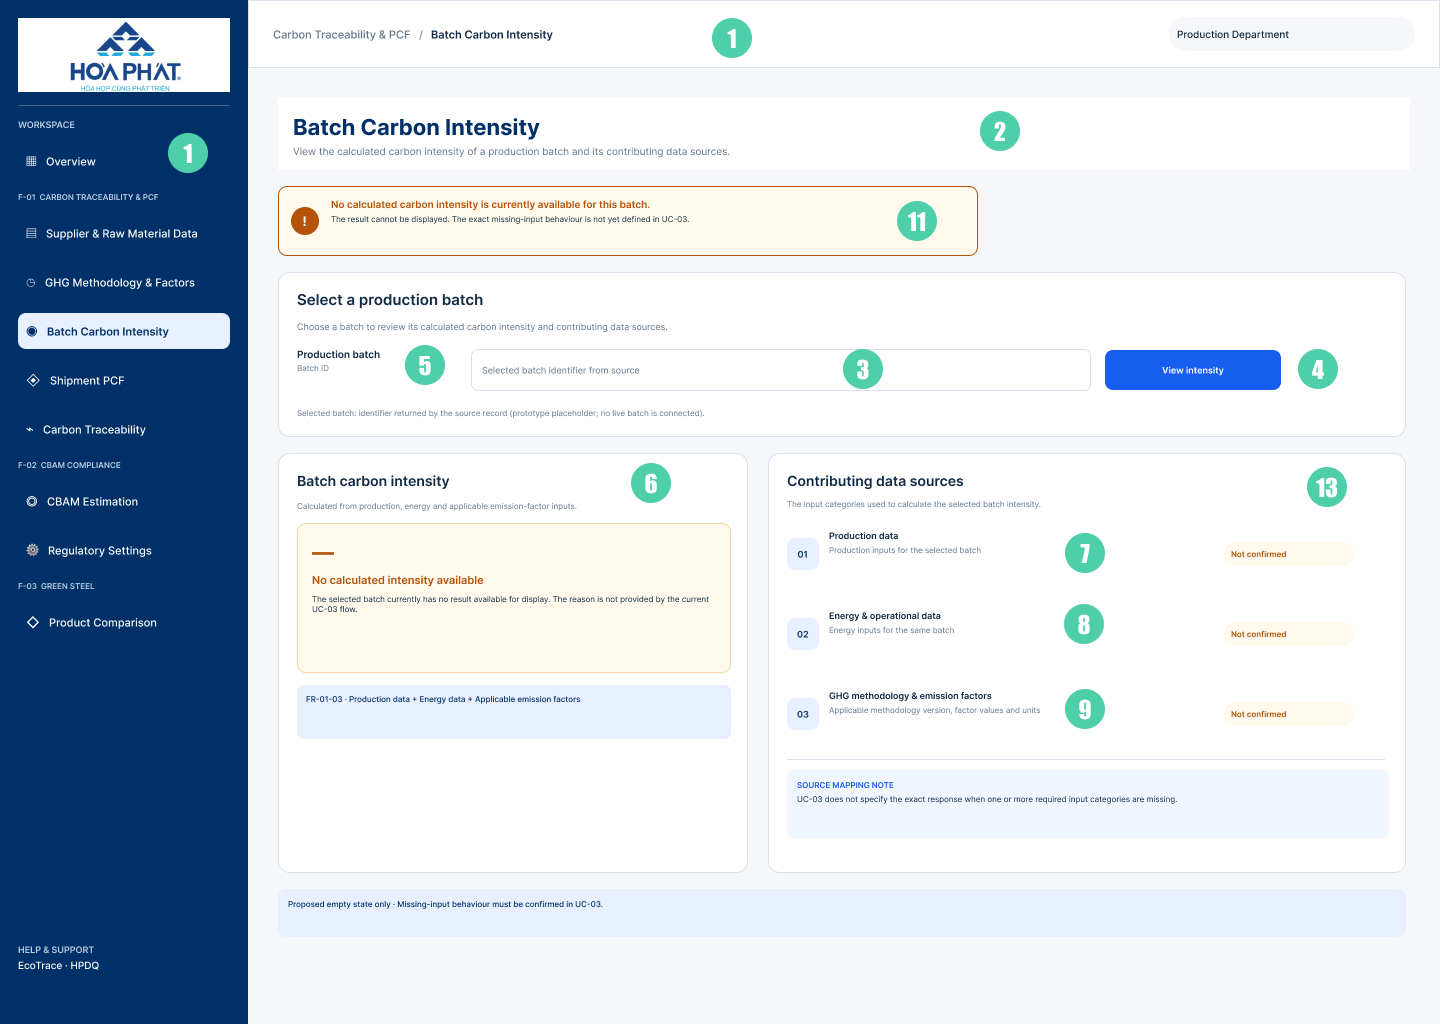 HÒA PHÁT
HÒA HỢP CÙNG PHÁT TRIỂN
WORKSPACE
Overview
1
F-01 CARBON TRACEABILITY & PCF
Supplier & Raw Material Data
GHG Methodology & Factors
Batch Carbon Intensity
Shipment PCF
Carbon Traceability
F-02 CBAM COMPLIANCE
CBAM Estimation
Regulatory Settings
F-03 GREEN STEEL
Product Comparison
HELP & SUPPORT
EcoTrace · HPDQ
Carbon Traceability & PCF / Batch Carbon Intensity
1
Production Department
Batch Carbon Intensity
View the calculated carbon intensity of a production batch and its contributing data sources.
2
!
No calculated carbon intensity is currently available for this batch.
The result cannot be displayed. The exact missing-input behaviour is not yet defined in UC-03.
11
Select a production batch
Choose a batch to review its calculated carbon intensity and contributing data sources.
Production batch
Batch ID
5
Selected batch identifier from source
3
View intensity
4
Selected batch: identifier returned by the source record (prototype placeholder; no live batch is connected).
Batch carbon intensity
6
Calculated from production, energy and applicable emission-factor inputs.
—
No calculated intensity available
The selected batch currently has no result available for display. The reason is not provided by the current
UC-03 flow.
FR-01-03 · Production data + Energy data + Applicable emission factors
Contributing data sources
13
The input categories used to calculate the selected batch intensity.
01
Production data
Production inputs for the selected batch
7
Not confirmed
02
Energy & operational data
Energy inputs for the same batch
8
Not confirmed
03
GHG methodology & emission factors
Applicable methodology version, factor values and units
9
Not confirmed
SOURCE MAPPING NOTE
UC-03 does not specify the exact response when one or more required input categories are missing.
Proposed empty state only · Missing-input behaviour must be confirmed in UC-03.